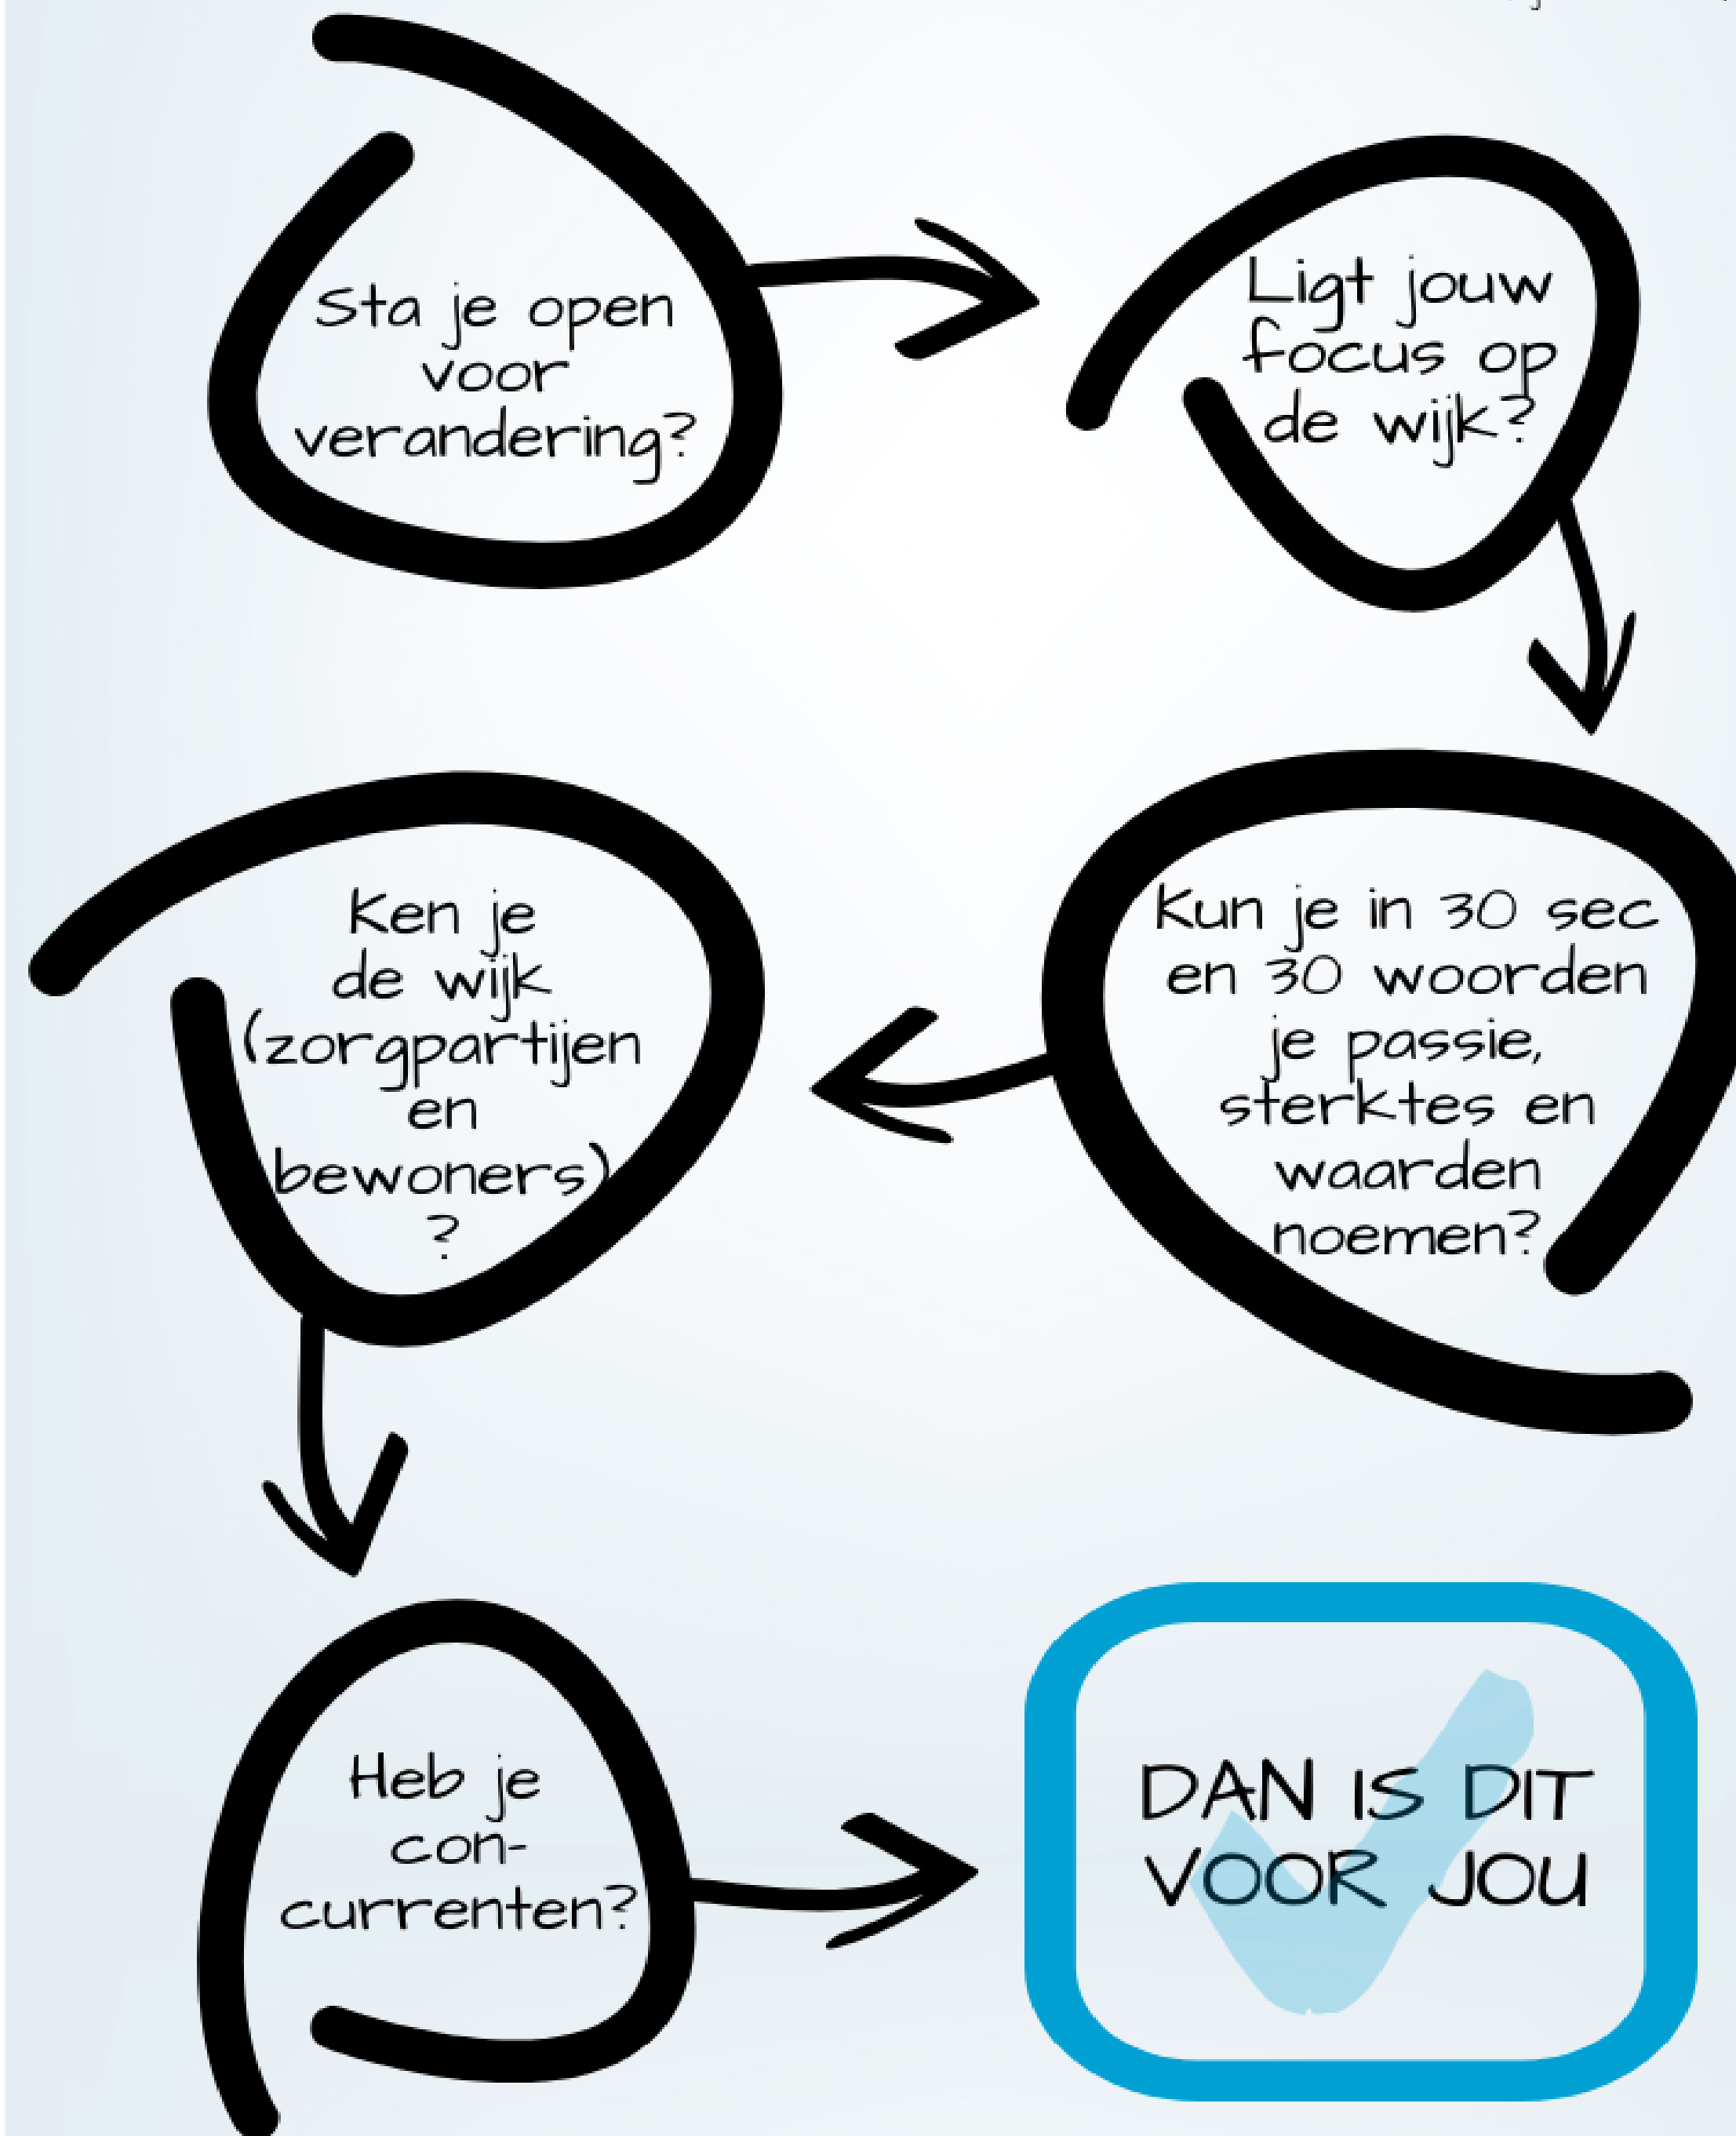 Sta je open
voor
verandering?
Ligt jouw
focus op
de wijk?
Kun je in 30 sec
en 30 woorden
je passie,
sterktes en
waarden
noemen?
Ken je
de wijk
(zorgpartijen
en
bewoners)
?
Heb je
con-
currenten?
DAN IS DIT
VOOR JOU